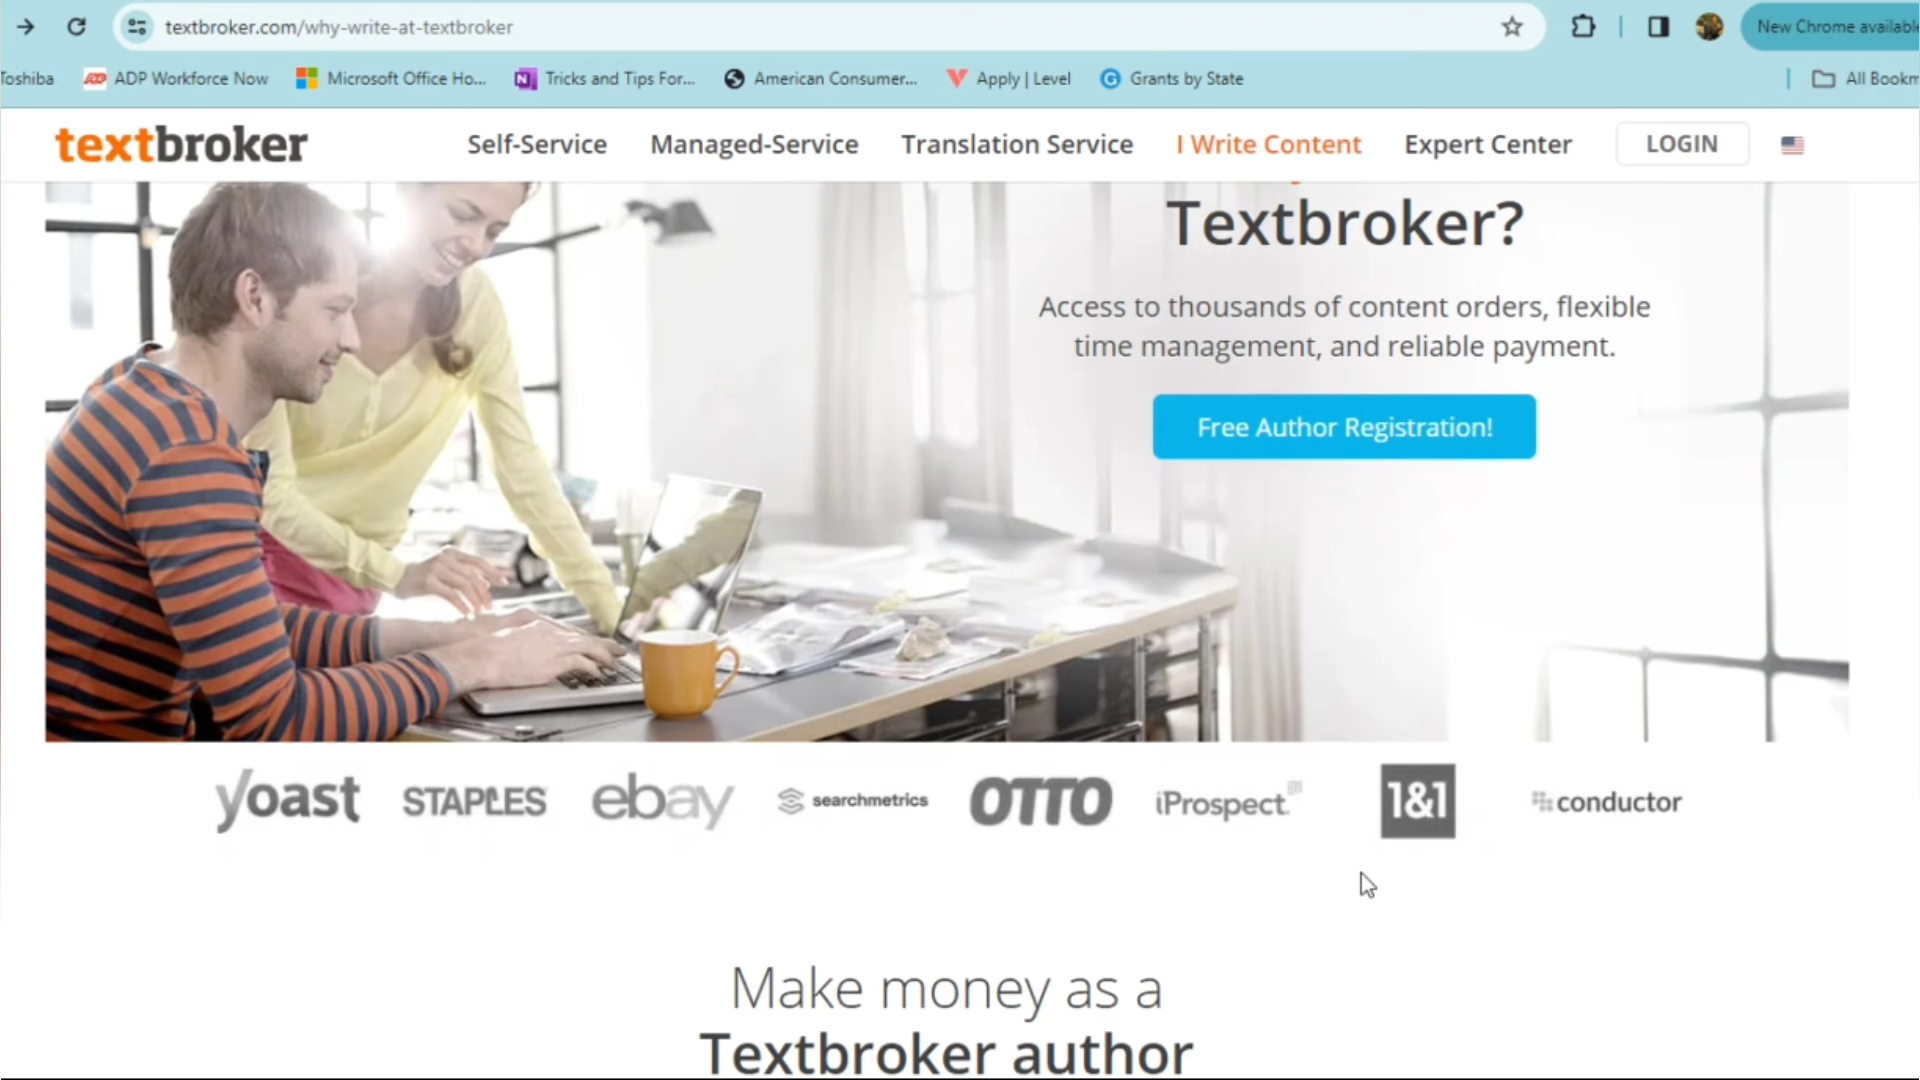 textbroker.com/why-write-at-textbroker
New Chrome available
Toshiba
ADP Workforce Now
Microsoft Office Ho...
Tricks and Tips For...
American Consumer...
Apply | Level
Grants by State
All Bookm
textbroker
Self-Service
Managed-Service
Translation Service
I Write Content
Expert Center
LOGIN
Textbroker?
Access to thousands of content orders, flexible
time management, and reliable payment.
Free Author Registration!
yoast
STAPLES
ebay
searchmetrics
OTTO
iProspect
1&1
conductor
Make money as a
Textbroker author